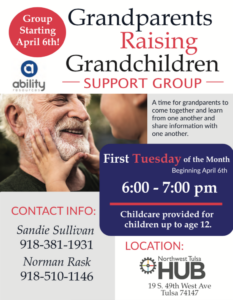 Group
Starting
April 6th!
Grandparents
Raising
Grandchildren
SUPPORT GROUP
ability
RESOURCES
A time for grandparents to
come together and learn
from one another and
share information with
one another.
First Tuesday of the Month
Beginning April 6th
6:00 - 7:00 pm
Childcare provided for
children up to age 12.
CONTACT INFO:
Sandie Sullivan
918-381-1931
Norman Rask
918-510-1146
LOCATION:
Northwest Tulsa
HUB
19 S. 49th West Ave
Tulsa 74147